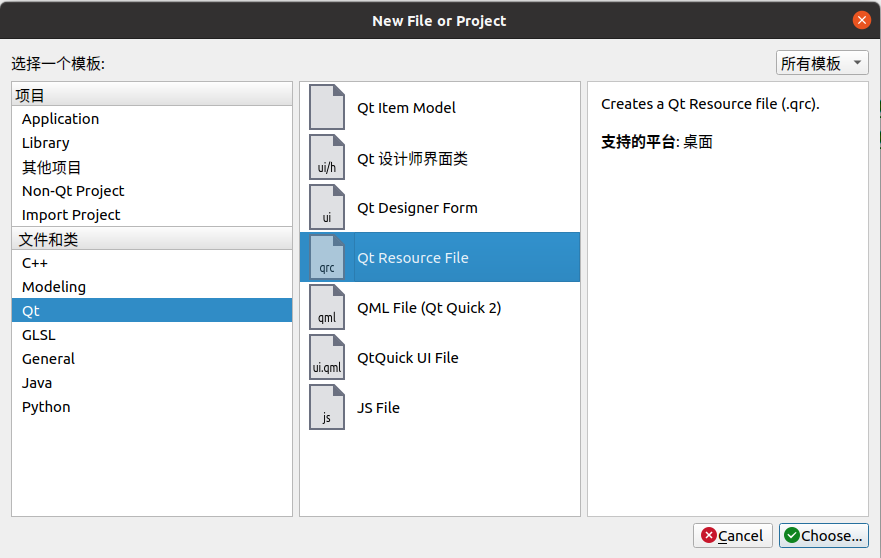 New File or Project
选择一个模板:
所有模板
项目
Application
Library
其他项目
Non-Qt Project
Import Project
文件和类
C++
Modeling
Qt
GLSL
General
Java
Python
Qt Item Model
ui/h
Qt 设计师界面类
ui
Qt Designer Form
qrc
Qt Resource File
qml
QML File (Qt Quick 2)
ui.qml
QtQuick UI File
js
JS File
Creates a Qt Resource file (.qrc).
支持的平台: 桌面
Cancel
Choose...